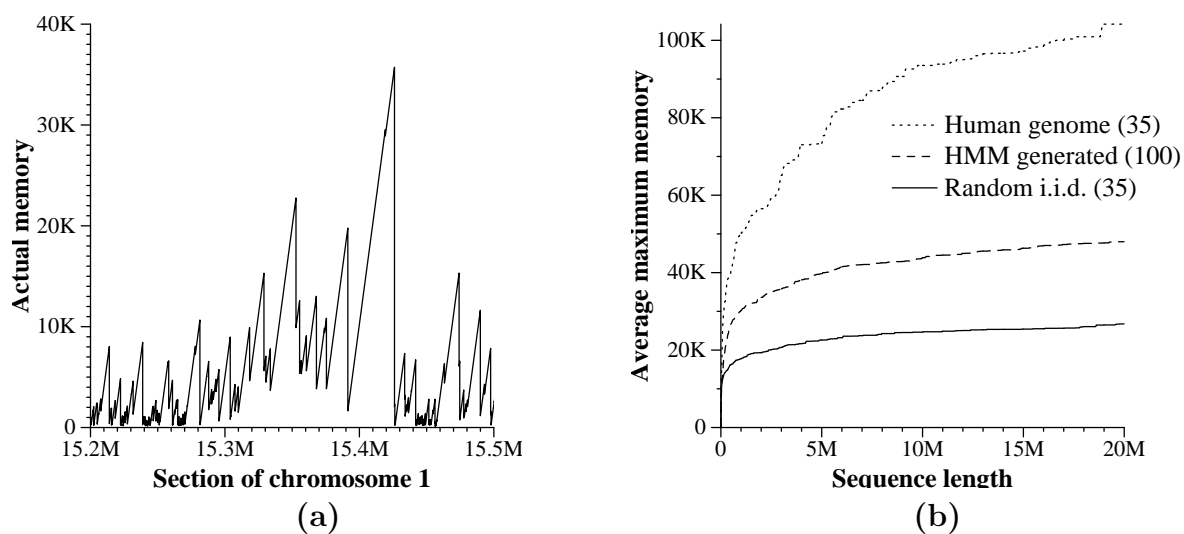 40K
30K
20K
10K
0
Actual memory
15.2M 15.3M 15.4M 15.5M
Section of chromosome 1
(a)
100K
80K
60K
40K
20K
0
Average maximum memory
Human genome (35)
HMM generated (100)
Random i.i.d. (35)
0 5M 10M 15M 20M
Sequence length
(b)